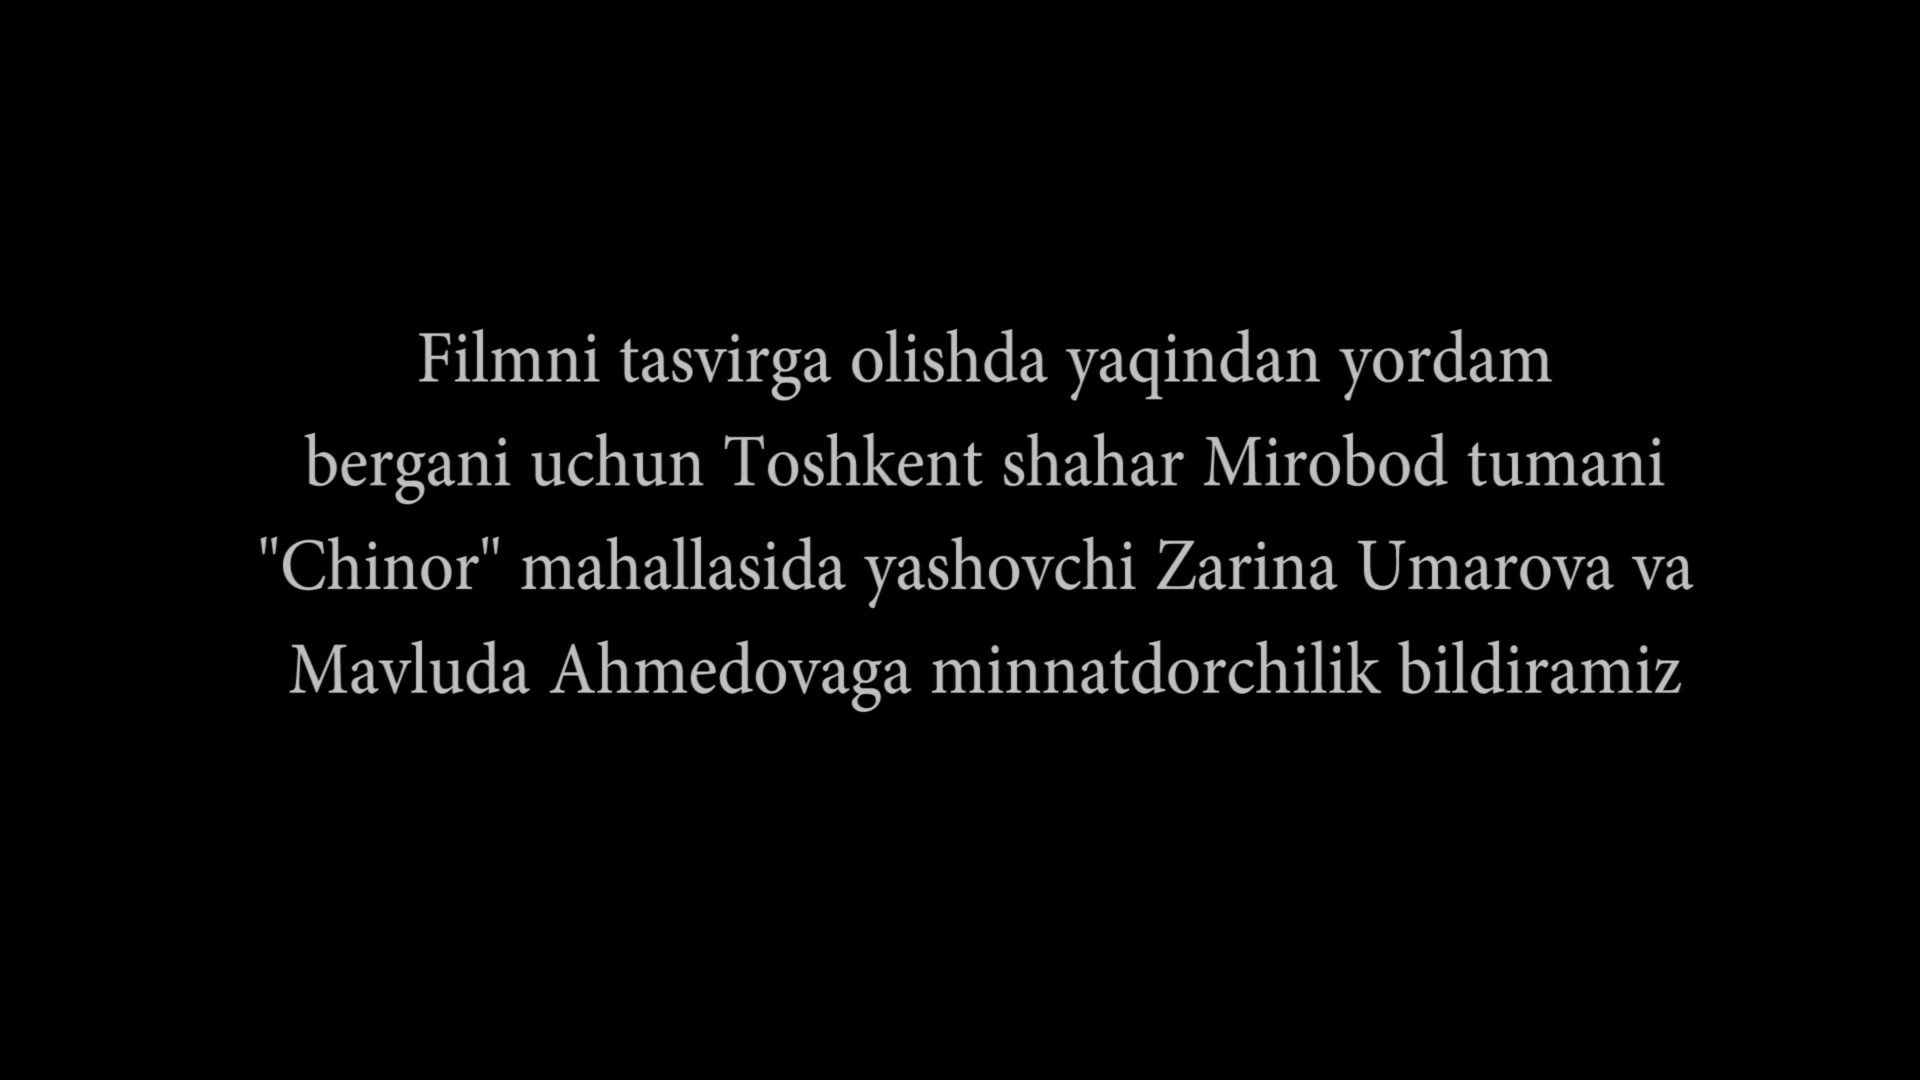 Filmni tasvirga olishda yaqindan yordam
bergani uchun Toshkent shahar Mirobod tumani
"Chinor" mahallasida yashovchi Zarina Umarova va
Mavluda Ahmedovaga minnatdorchilik bildiramiz